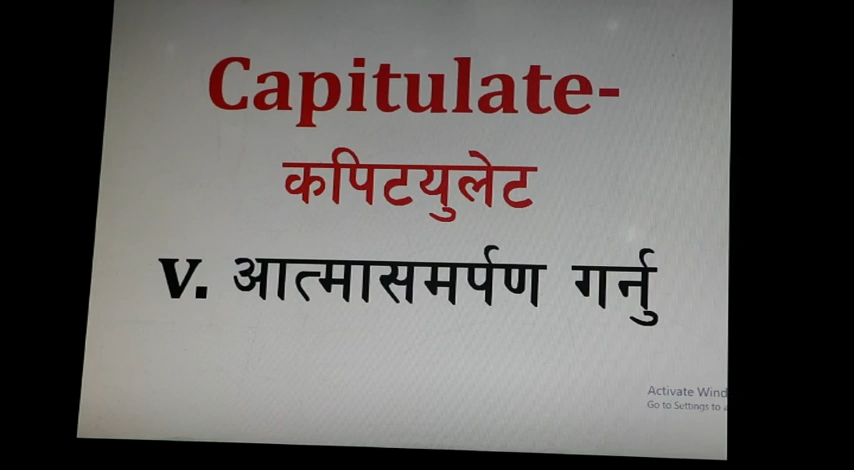 Capitulate-
कपिटयुलेट
v. आत्मासमर्पण गर्नु
Activate Wind
Go to Settings to a